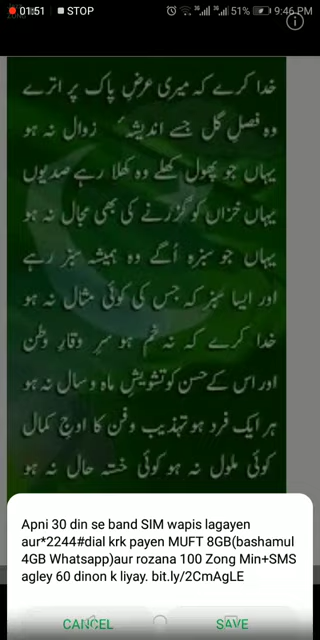 01:51 STOP 51% 9:46 PM
خدا کرے کہ میری عرضِ پاک پر اترے
وہ فصلِ گل جسے اندیشہٴ زوال نہ ہو
یہاں جو پھول کھلے وہ کھلا رہے صدیوں
یہاں خزاں کو گزرنے کی بھی مجال نہ ہو
یہاں جو سبزہ اُگے وہ ہمیشہ سبز رہے
اور ایسا سبز کہ جس کی کوئی مثال نہ ہو
خدا کرے کہ نہ خم ہو سرِ وقارِ وطن
اور اس کے حسن کو تشویشِ ماہ و سال نہ ہو
ہر ایک فرد ہو تہذیب و فن کا اوجِ کمال
کوئی ملول نہ ہو کوئی خستہ حال نہ ہو
Apni 30 din se band SIM wapis lagayen
aur*2244#dial krk payen MUFT 8GB(bashamul
4GB Whatsapp)aur rozana 100 Zong Min+SMS
agley 60 dinon k liyay. bit.ly/2CmAgLE
CANCEL SAVE